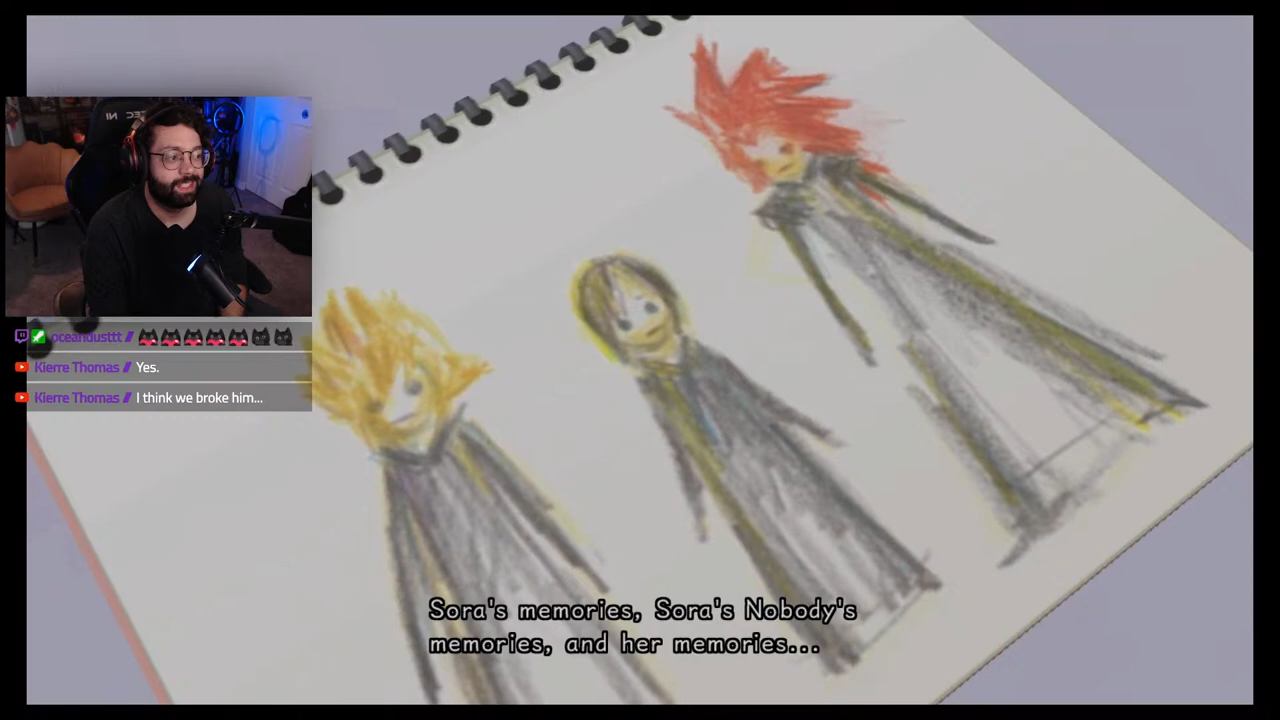 oceandusttt //
Kierre Thomas // Yes.
Kierre Thomas // I think we broke him...
Sora's memories, Sora's Nobody's
memories, and her memories...